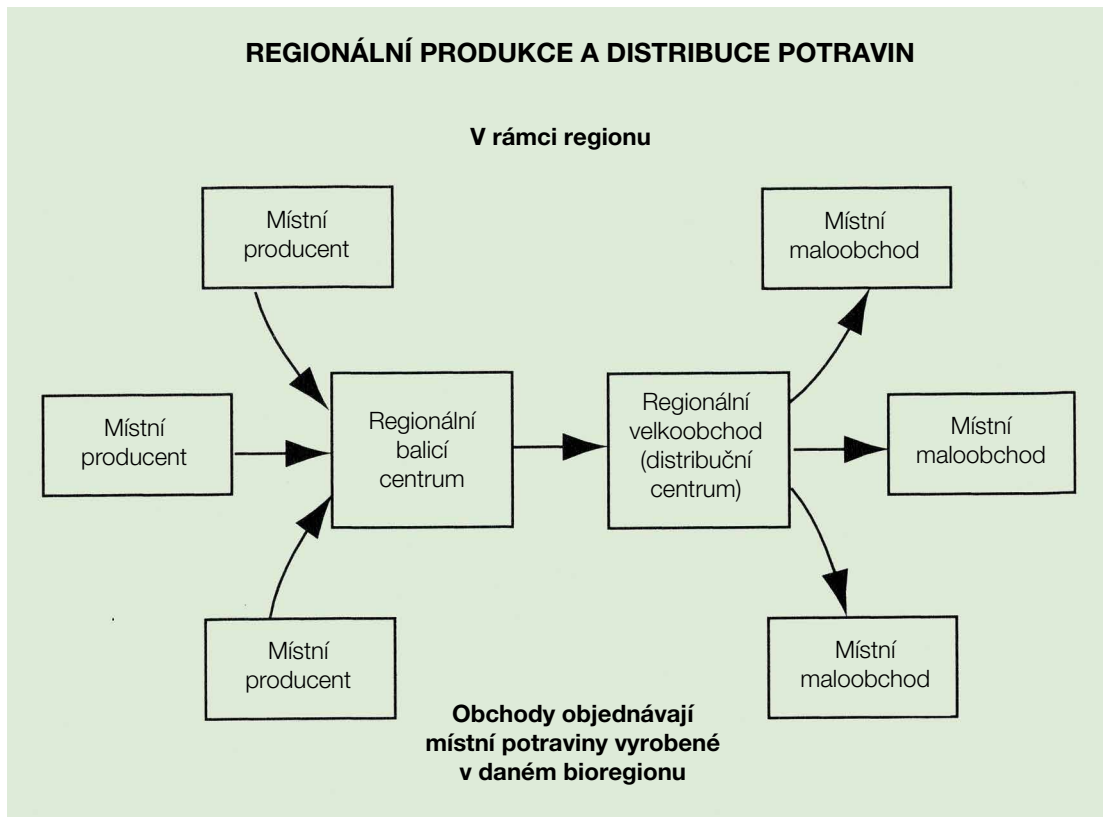 REGIONÁLNÍ PRODUKCE A DISTRIBUCE POTRAVIN
V rámci regionu
Místní
producent
Místní
maloobchod
Místní
producent
Regionální
balicí
centrum
Regionální
velkoobchod
(distribuční
centrum)
Místní
maloobchod
Místní
producent
Místní
maloobchod
Obchody objednávají
místní potraviny vyrobené
v daném bioregionu